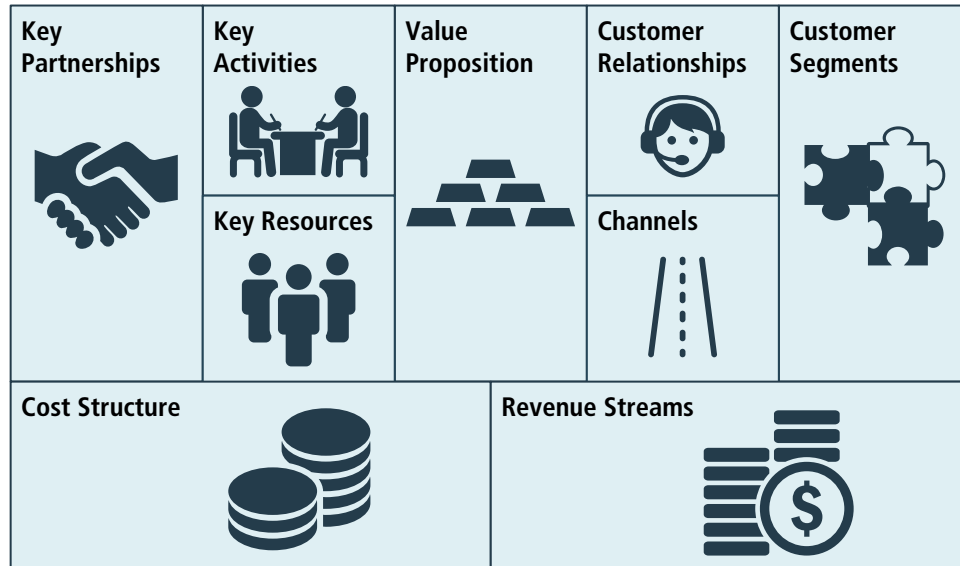 Key
Partnerships
Key
Activities
Key Resources
Value
Proposition
Customer
Relationships
Channels
Customer
Segments
Cost Structure
Revenue Streams
$